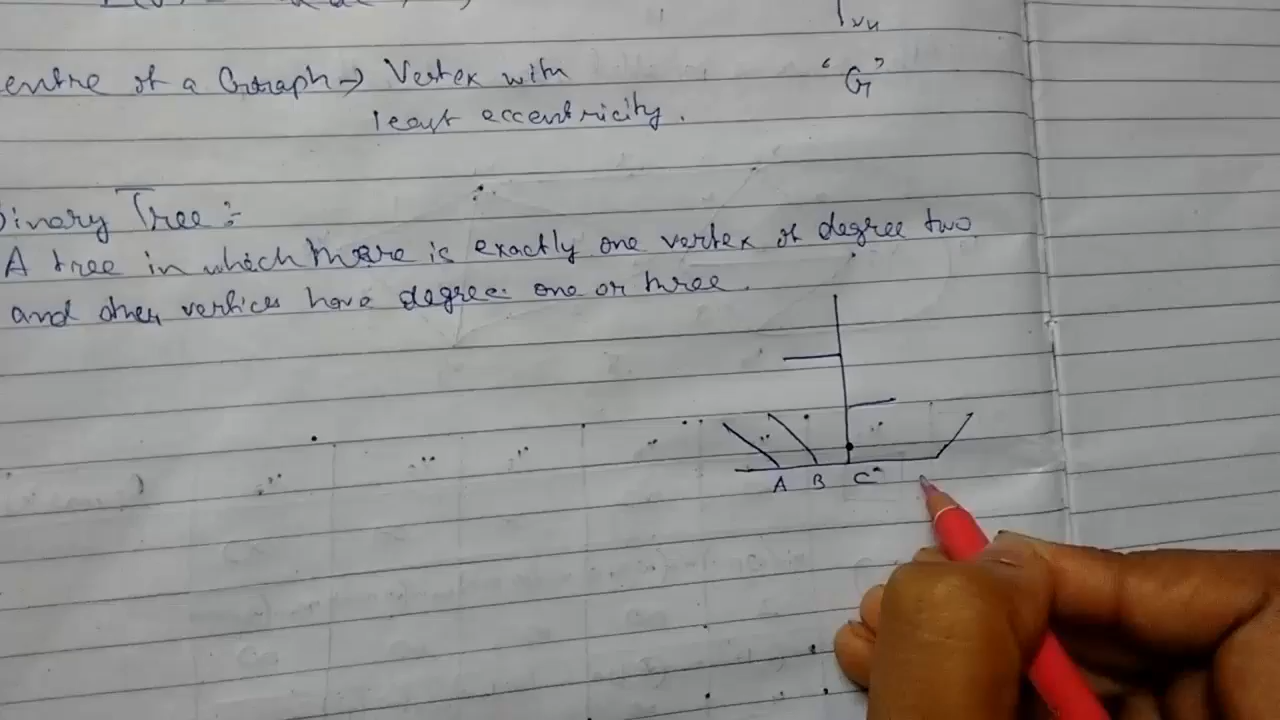 entre of a Graph → Vertex with
least eccentricity.
"G"
Binary Tree :-
A tree in which there is exactly one vertex of degree two
and other vertices have degree one or three.
A B C